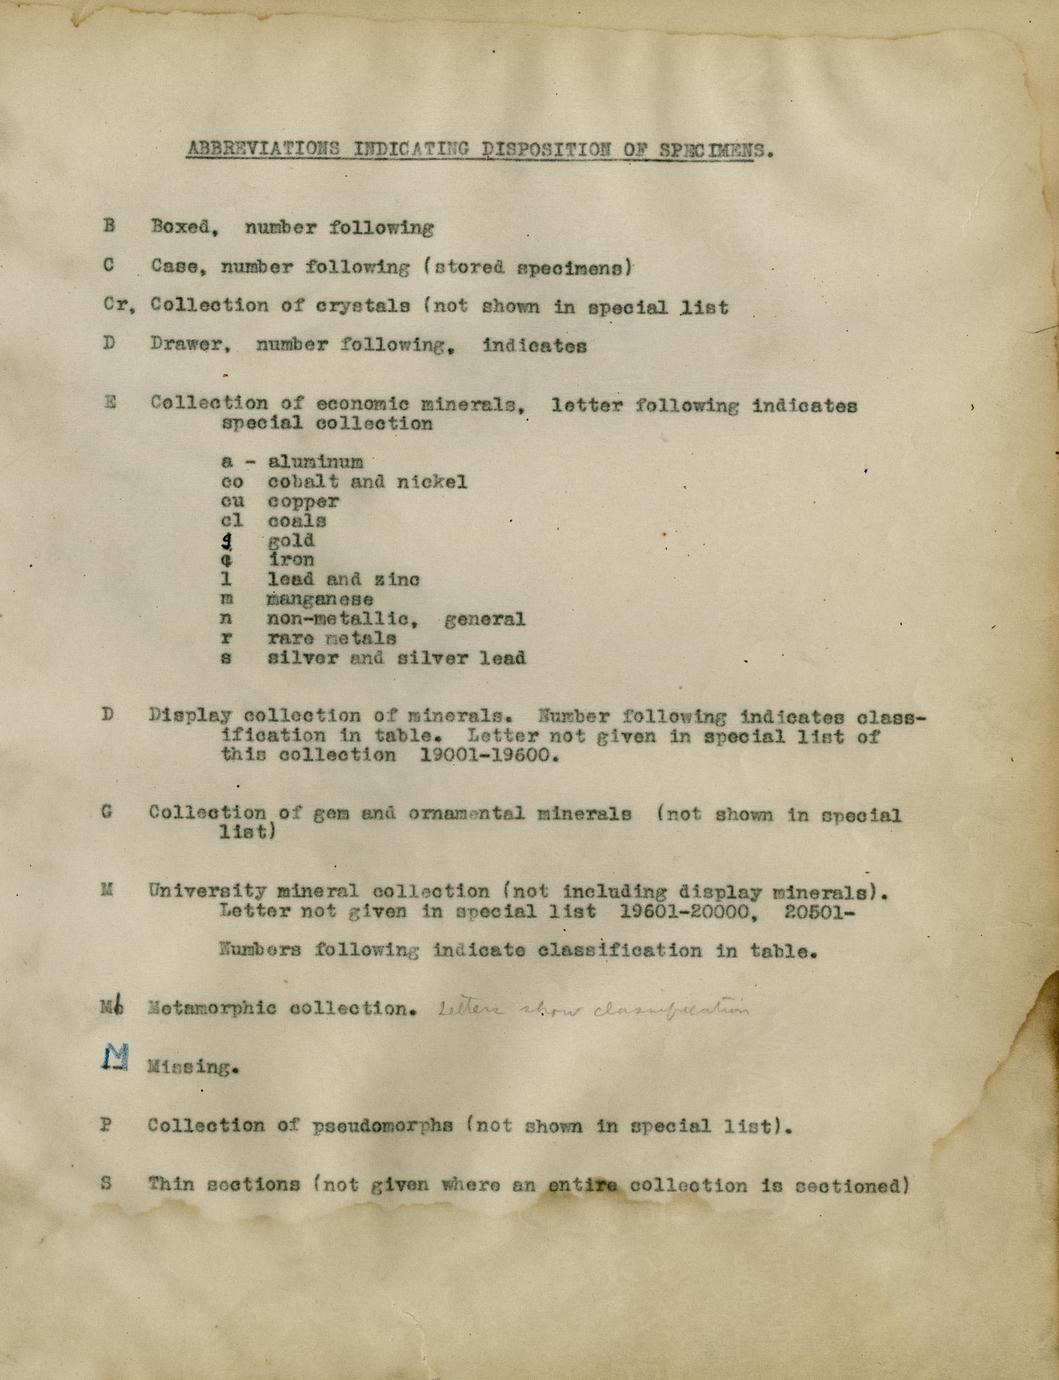 ABBREVIATIONS INDICATING DISPOSITION OF SPECIMENS.
B Boxed, number following
C Case, number following (stored specimens)
Cr, Collection of crystals (not shown in special list
D Drawer, number following, indicates
E Collection of economic minerals, letter following indicates
special collection
a - aluminum
co cobalt and nickel
cu copper
cl coals
g gold
iron
l lead and zinc
m manganese
n non-metallic, general
r rare metals
s silver and silver lead
D Display collection of minerals. Number following indicates class-
ification in table. Letter not given in special list of
this collection 19001-19600.
G Collection of gem and ornamental minerals (not shown in special
list)
M University mineral collection (not including display minerals).
Letter not given in special list 19601-20000, 20501-
Numbers following indicate classification in table.
Metamorphic collection. Letters show classification
M Missing.
P Collection of pseudomorphs (not shown in special list).
S Thin sections (not given where an entire collection is sectioned)